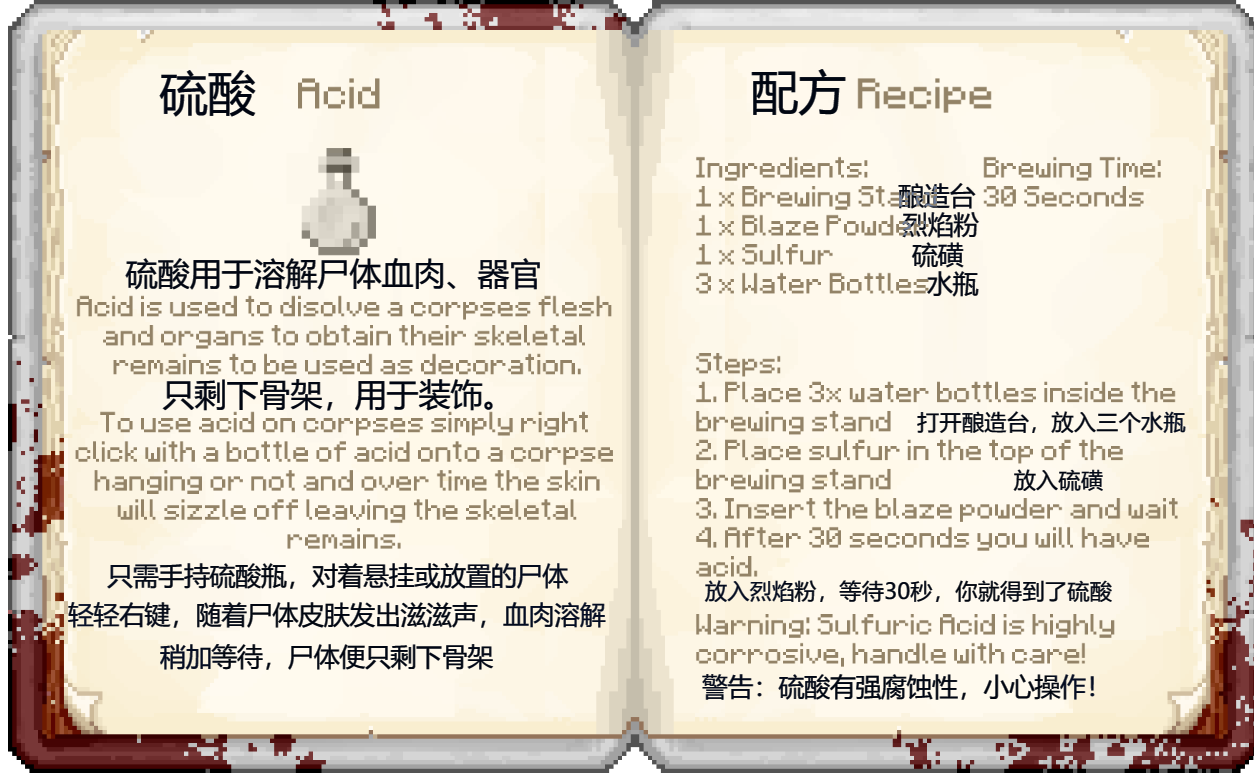 硫酸 Acid
硫酸用于溶解尸体血肉、器官
Acid is used to disolve a corpses flesh
and organs to obtain their skeletal
remains to be used as decoration.
只剩下骨架，用于装饰。
To use acid on corpses simply right
click with a bottle of acid onto a corpse
hanging or not and over time the skin
will sizzle off leaving the skeletal
remains.
只需手持硫酸瓶，对着悬挂或放置的尸体
轻轻右键，随着尸体皮肤发出滋滋声，血肉溶解
稍加等待，尸体便只剩下骨架
配方 Recipe
Ingredients:
1 x Brewing Stand 酿造台
1 x Blaze Powder 烈焰粉
1 x Sulfur 硫磺
3 x Water Bottles 水瓶
Brewing Time:
30 Seconds
Steps:
1. Place 3x water bottles inside the
brewing stand 打开酿造台，放入三个水瓶
2. Place sulfur in the top of the
brewing stand 放入硫磺
3. Insert the blaze powder and wait
4. After 30 seconds you will have
acid.
放入烈焰粉，等待30秒，你就得到了硫酸
Warning: Sulfuric Acid is highly
corrosive, handle with care!
警告：硫酸有强腐蚀性，小心操作！